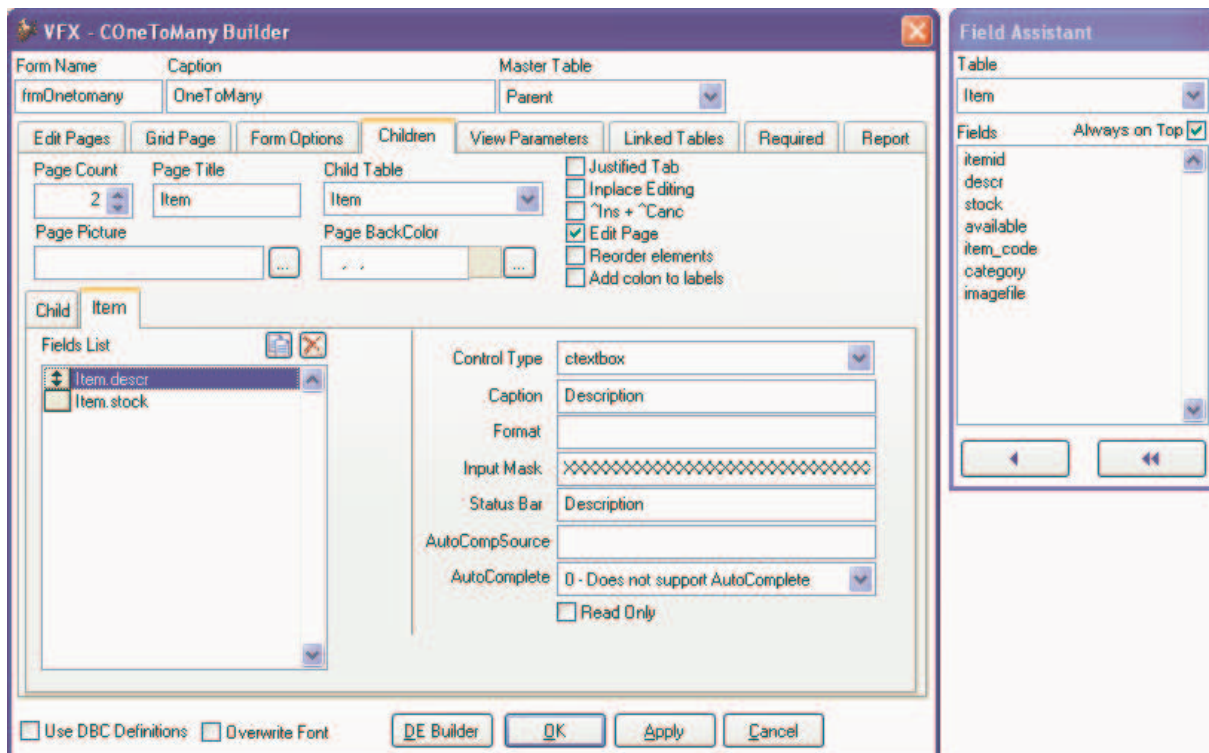 VFX - COneToMany Builder
Form Name Caption Master Table
frmOnetomany OneToMany Parent
Edit Pages Grid Page Form Options Children View Parameters Linked Tables Required Report
Page Count Page Title Child Table
2 Item Item
Page Picture Page BackColor
... , , ...
Justified Tab
Inplace Editing
^Ins + ^Canc
Edit Page
Reorder elements
Add colon to labels
Child Item
Fields List
Item.descr
Item.stock
Control Type ctextbox
Caption Description
Format
Input Mask XXXXXXXXXXXXXXXXXXXXXXXXXXXXXX
Status Bar Description
AutoCompSource
AutoComplete 0 - Does not support AutoComplete
Read Only
Use DBC Definitions Overwrite Font DE Builder OK Apply Cancel
Field Assistant
Table
Item
Fields Always on Top
itemid
descr
stock
available
item_code
category
imagefile